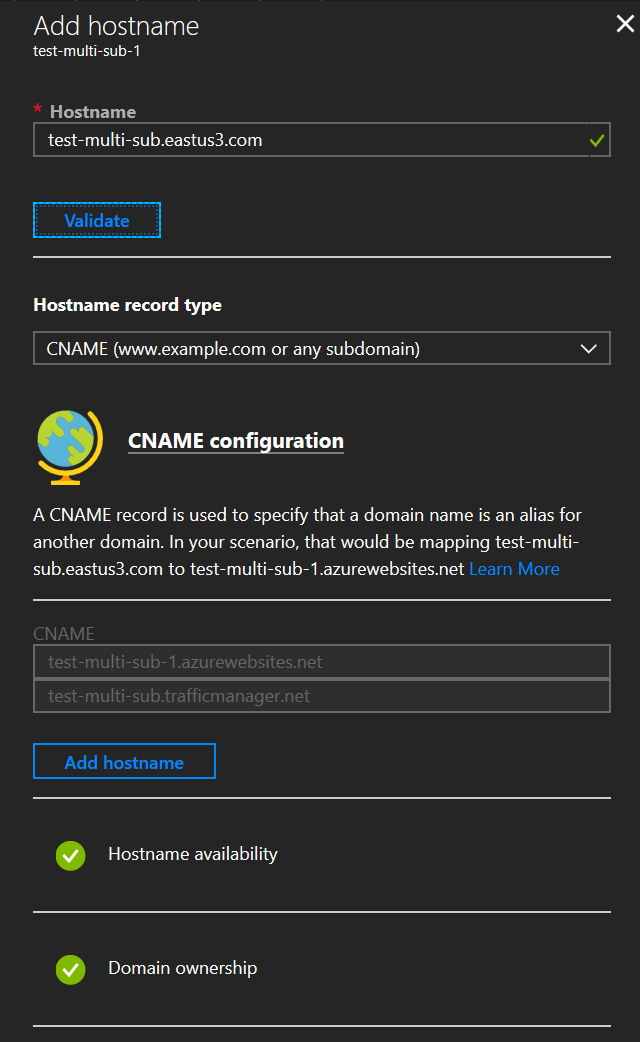 Add hostname
test-multi-sub-1
* Hostname
test-multi-sub.eastus3.com
Validate
Hostname record type
CNAME (www.example.com or any subdomain)
CNAME configuration
A CNAME record is used to specify that a domain name is an alias for
another domain. In your scenario, that would be mapping test-multi-
sub.eastus3.com to test-multi-sub-1.azurewebsites.net Learn More
CNAME
test-multi-sub-1.azurewebsites.net
test-multi-sub.trafficmanager.net
Add hostname
Hostname availability
Domain ownership